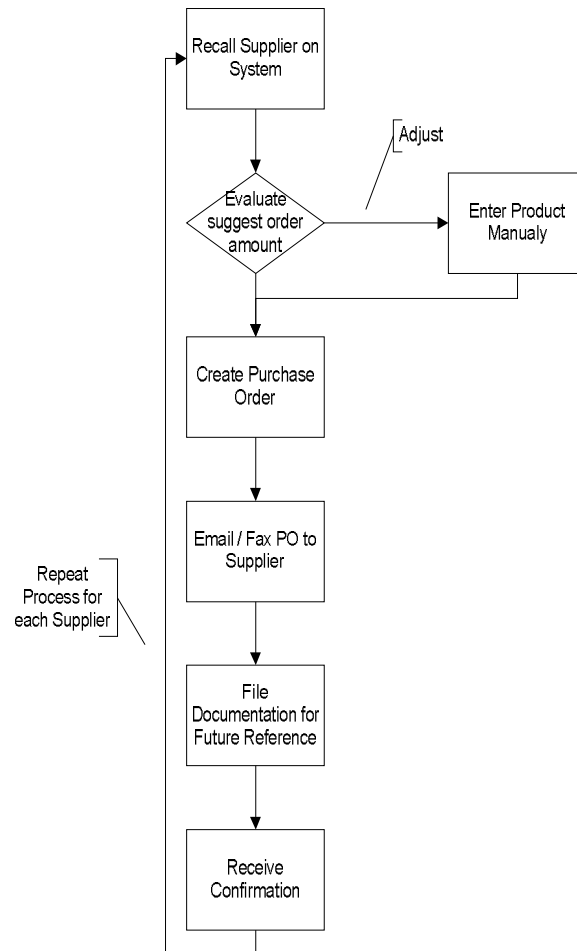 Recall Supplier on
System
Adjust
Evaluate
suggest order
amount
Enter Product
Manualy
Create Purchase
Order
Email / Fax PO to
Supplier
Repeat
Process for
each Supplier
File
Documentation for
Future Reference
Receive
Confirmation